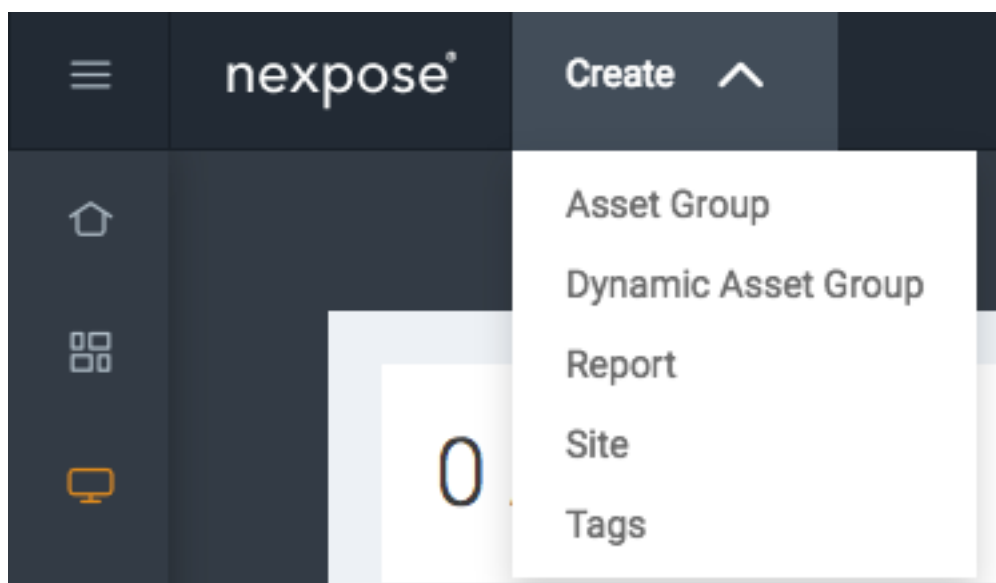 nexpose®
Create
Asset Group
Dynamic Asset Group
Report
Site
Tags
0